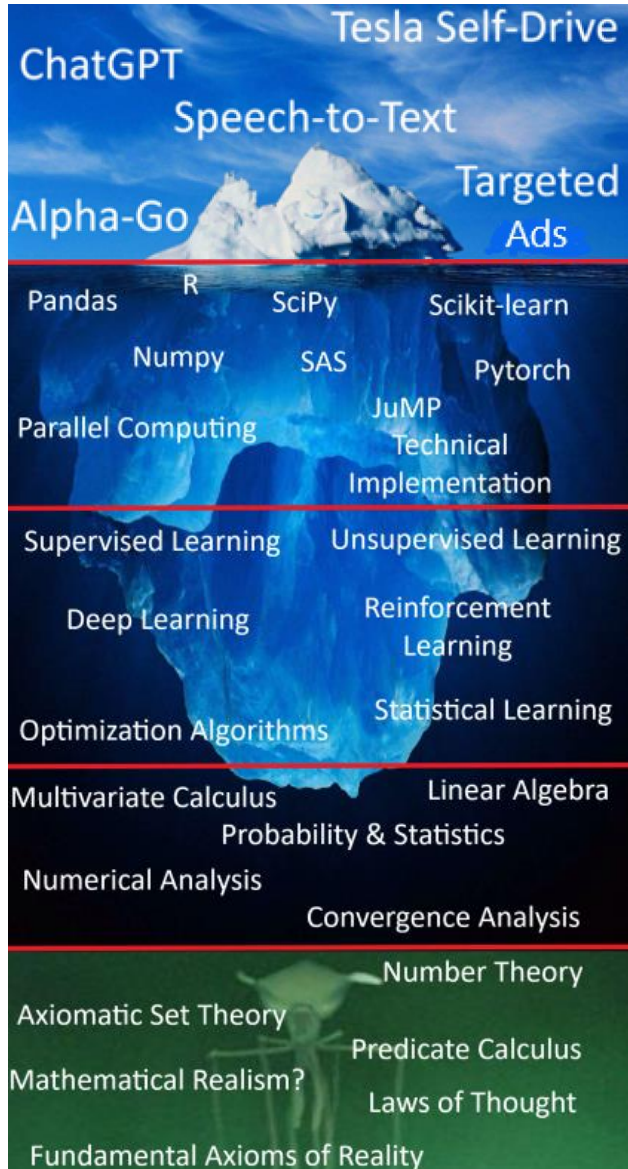 Tesla Self-Drive
ChatGPT
Speech-to-Text
Targeted
Alpha-Go
Ads
R
Pandas
SciPy
Scikit-learn
Numpy
SAS
Pytorch
JuMP
Parallel Computing
Technical
Implementation
Supervised Learning
Unsupervised Learning
Deep Learning
Reinforcement
Learning
Statistical Learning
Optimization Algorithms
Multivariate Calculus
Linear Algebra
Probability & Statistics
Numerical Analysis
Convergence Analysis
Number Theory
Axiomatic Set Theory
Predicate Calculus
Mathematical Realism?
Laws of Thought
Fundamental Axioms of Reality